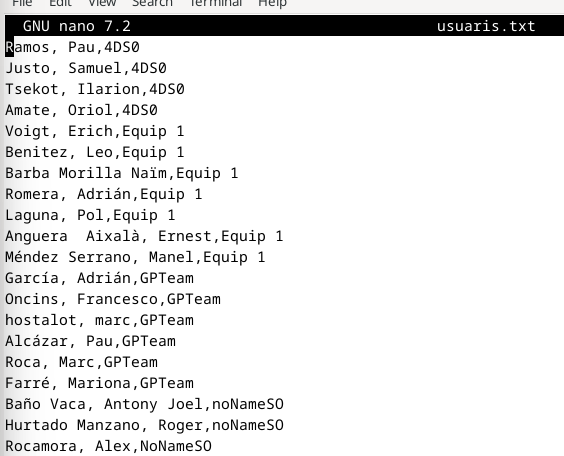 File Edit View Search Terminal Help
GNU nano 7.2 usuaris.txt
Ramos, Pau,4DS0
Justo, Samuel,4DS0
Tsekot, Ilarion,4DS0
Amate, Oriol,4DS0
Voigt, Erich,Equip 1
Benitez, Leo,Equip 1
Barba Morilla Naïm,Equip 1
Romera, Adrián,Equip 1
Laguna, Pol,Equip 1
Anguera  Aixalà, Ernest,Equip 1
Méndez Serrano, Manel,Equip 1
García, Adrián,GPTeam
Oncins, Francesco,GPTeam
hostalot, marc,GPTeam
Alcázar, Pau,GPTeam
Roca, Marc,GPTeam
Farré, Mariona,GPTeam
Baño Vaca, Antony Joel,noNameSO
Hurtado Manzano, Roger,noNameSO
Rocamora, Alex,NoNameSO